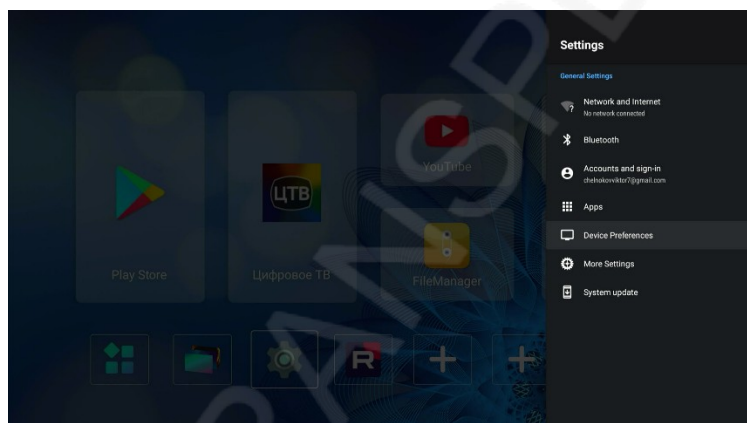 Settings
General Settings
Network and Internet
No network connected
Bluetooth
Accounts and sign-in
chelnokovviktor7@gmail.com
Apps
Device Preferences
More Settings
System update
YouTube
ЦТВ
Play Store
Цифровое ТВ
FileManager
R